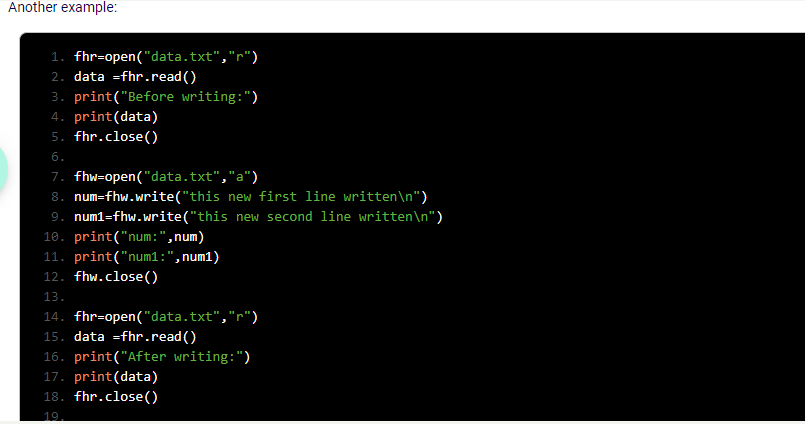 Another example:
1. fhr=open("data.txt","r")
2. data =fhr.read()
3. print("Before writing:")
4. print(data)
5. fhr.close()
6.
7. fhw=open("data.txt","a")
8. num=fhw.write("this new first line written\n")
9. num1=fhw.write("this new second line written\n")
10. print("num:",num)
11. print("num1:",num1)
12. fhw.close()
13.
14. fhr=open("data.txt","r")
15. data =fhr.read()
16. print("After writing:")
17. print(data)
18. fhr.close()
19.